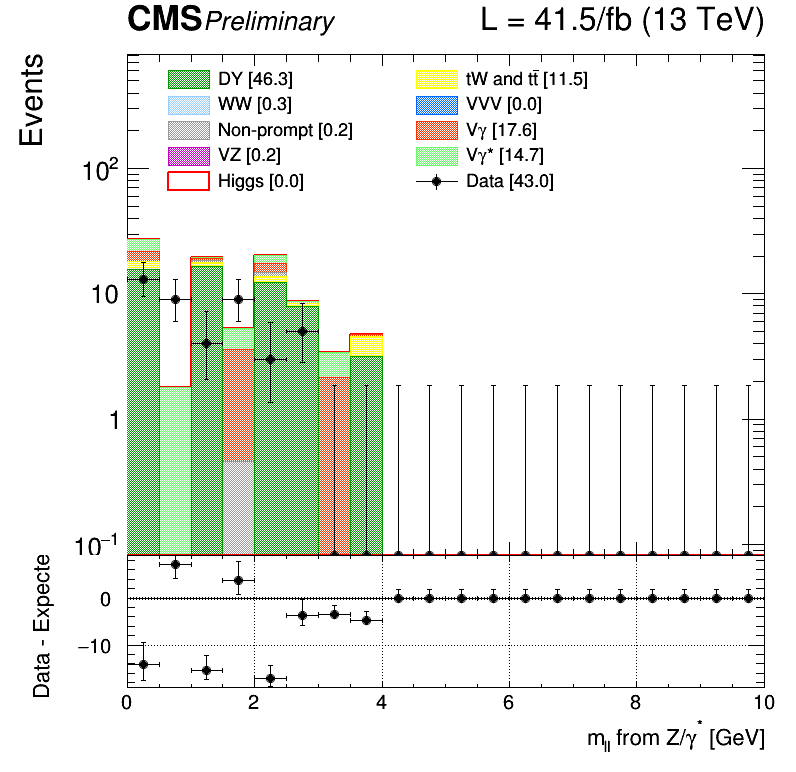 CMS Preliminary L = 41.5/fb (13 TeV)
Events
DY [46.3] tW and tt̄ [11.5]
WW [0.3] VVV [0.0]
Non-prompt [0.2] Vγ [17.6]
VZ [0.2] Vγ* [14.7]
Higgs [0.0] Data [43.0]
10²
10
1
10⁻¹
Data - Expecte
0
−10
0 2 4 6 8 10
m_ll from Z/γ* [GeV]